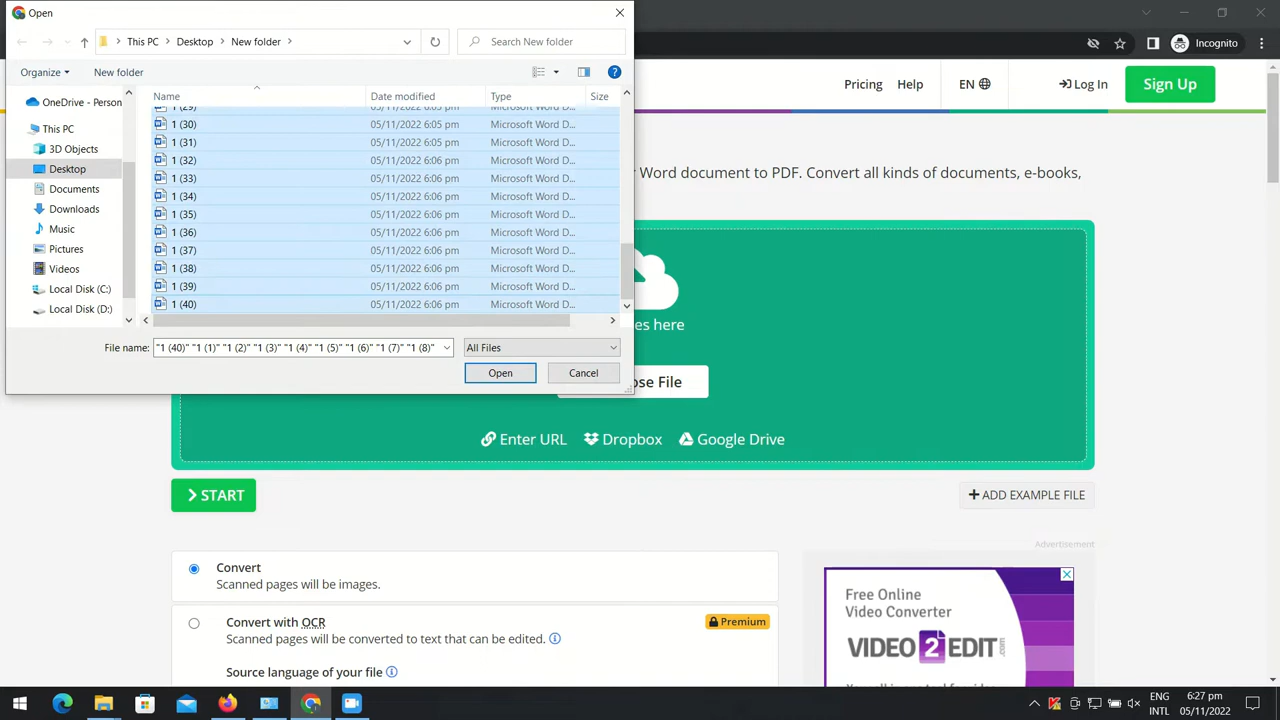 Open
This PC > Desktop > New folder >
Search New folder
Incognito
Organize
New folder
Pricing
Help
EN
Log In
Sign Up
Name
Date modified
Type
Size
OneDrive - Person
This PC
3D Objects
Desktop
Documents
Downloads
Music
Pictures
Videos
Local Disk (C:)
Local Disk (D:)
1 (29) 05/11/2022 6:05 pm Microsoft Word D...
1 (30) 05/11/2022 6:05 pm Microsoft Word D...
1 (31) 05/11/2022 6:05 pm Microsoft Word D...
1 (32) 05/11/2022 6:06 pm Microsoft Word D...
1 (33) 05/11/2022 6:06 pm Microsoft Word D...
1 (34) 05/11/2022 6:06 pm Microsoft Word D...
1 (35) 05/11/2022 6:06 pm Microsoft Word D...
1 (36) 05/11/2022 6:06 pm Microsoft Word D...
1 (37) 05/11/2022 6:06 pm Microsoft Word D...
1 (38) 05/11/2022 6:06 pm Microsoft Word D...
1 (39) 05/11/2022 6:06 pm Microsoft Word D...
1 (40) 05/11/2022 6:06 pm Microsoft Word D...
File name: "1 (40)" "1 (1)" "1 (2)" "1 (3)" "1 (4)" "1 (5)" "1 (6)" "1 (7)" "1 (8)"
All Files
Open
Cancel
Word document to PDF. Convert all kinds of documents, e-books,
es here
ose File
Enter URL
Dropbox
Google Drive
START
+ ADD EXAMPLE FILE
Advertisement
Convert
Scanned pages will be images.
Convert with OCR
Premium
Scanned pages will be converted to text that can be edited.
Source language of your file
Free Online
Video Converter
VIDEO2EDIT.com
ENG
INTL
6:27 pm
05/11/2022